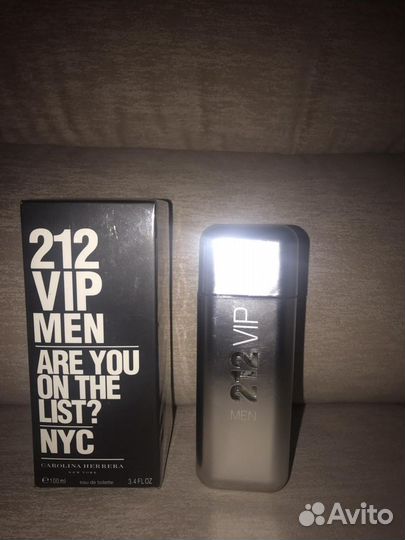 212
VIP
MEN
ARE YOU
ON THE
LIST?
NYC
CAROLINA HERRERA
NEW YORK
℮ 100 ml eau de toilette 3.4 FL OZ
212 VIP
MEN
Avito